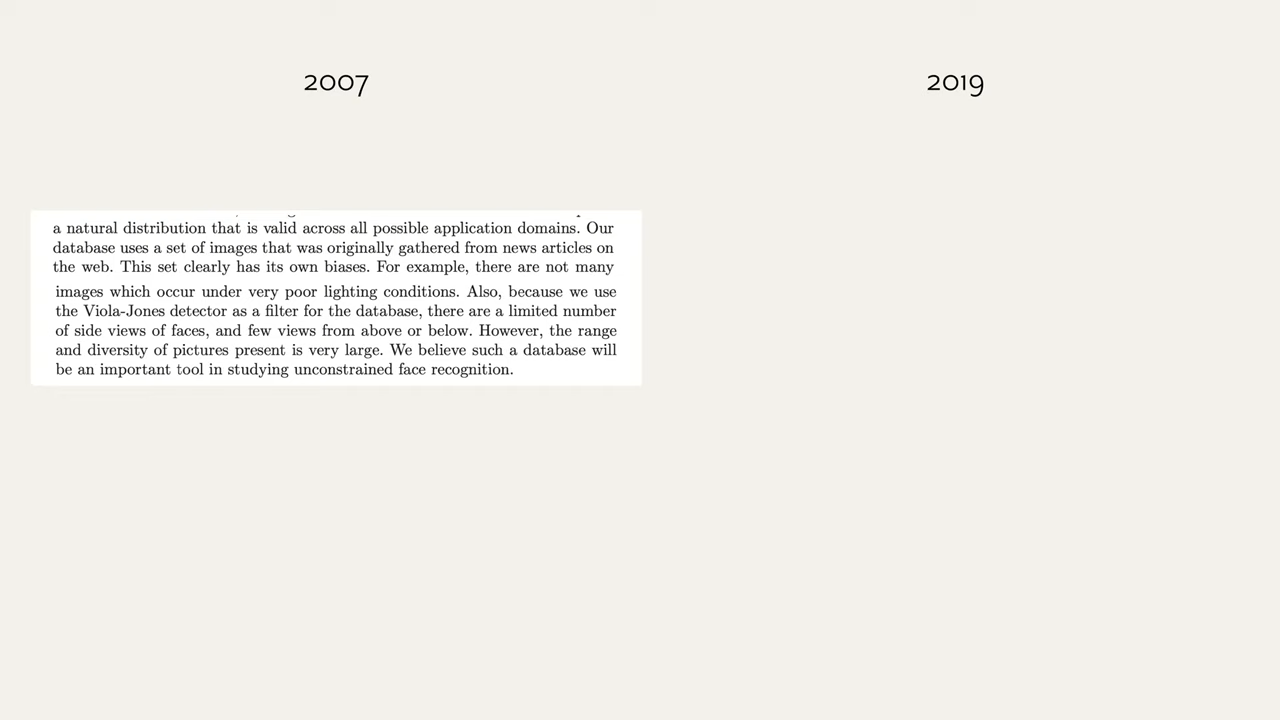 2007
2019
a natural distribution that is valid across all possible application domains. Our
database uses a set of images that was originally gathered from news articles on
the web. This set clearly has its own biases. For example, there are not many
images which occur under very poor lighting conditions. Also, because we use
the Viola-Jones detector as a filter for the database, there are a limited number
of side views of faces, and few views from above or below. However, the range
and diversity of pictures present is very large. We believe such a database will
be an important tool in studying unconstrained face recognition.